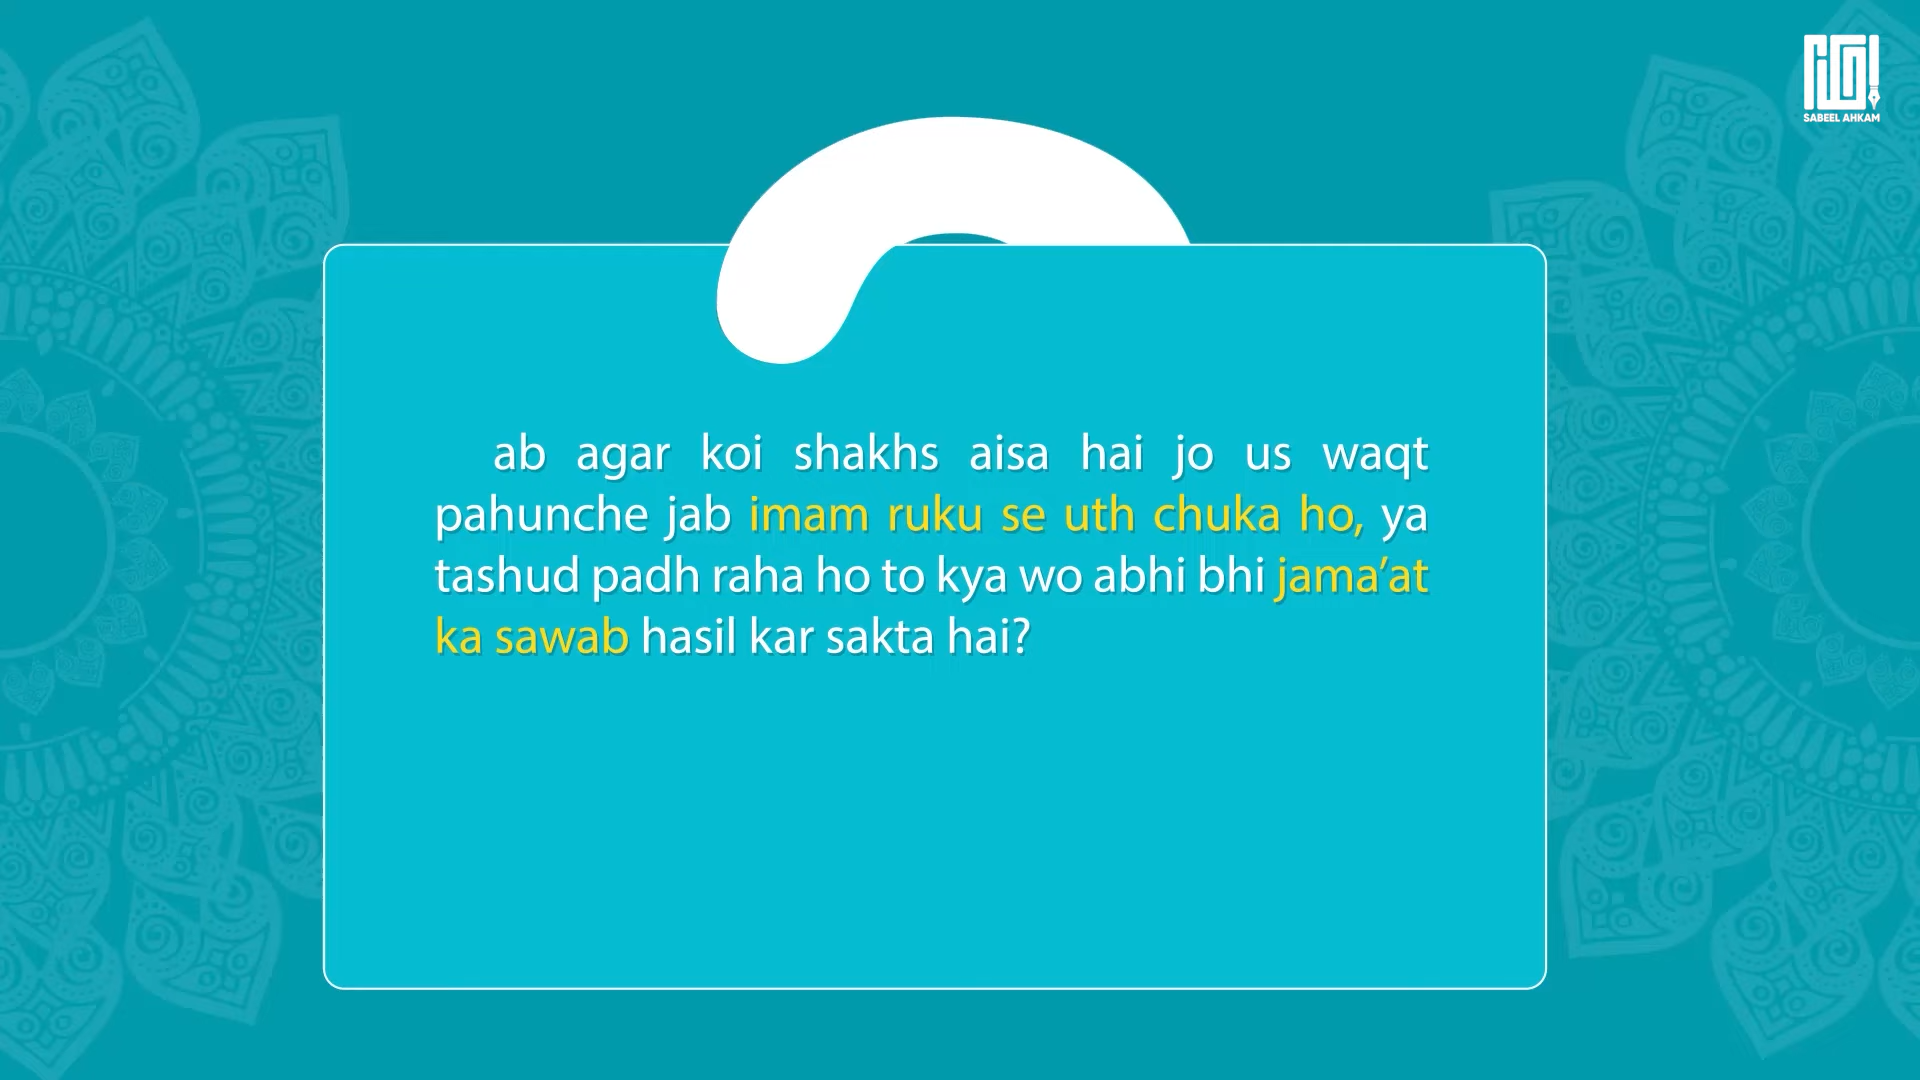 SABEEL AHKAM
ab agar koi shakhs aisa hai jo us waqt
pahunche jab imam ruku se uth chuka ho, ya
tashud padh raha ho to kya wo abhi bhi jama’at
ka sawab hasil kar sakta hai?